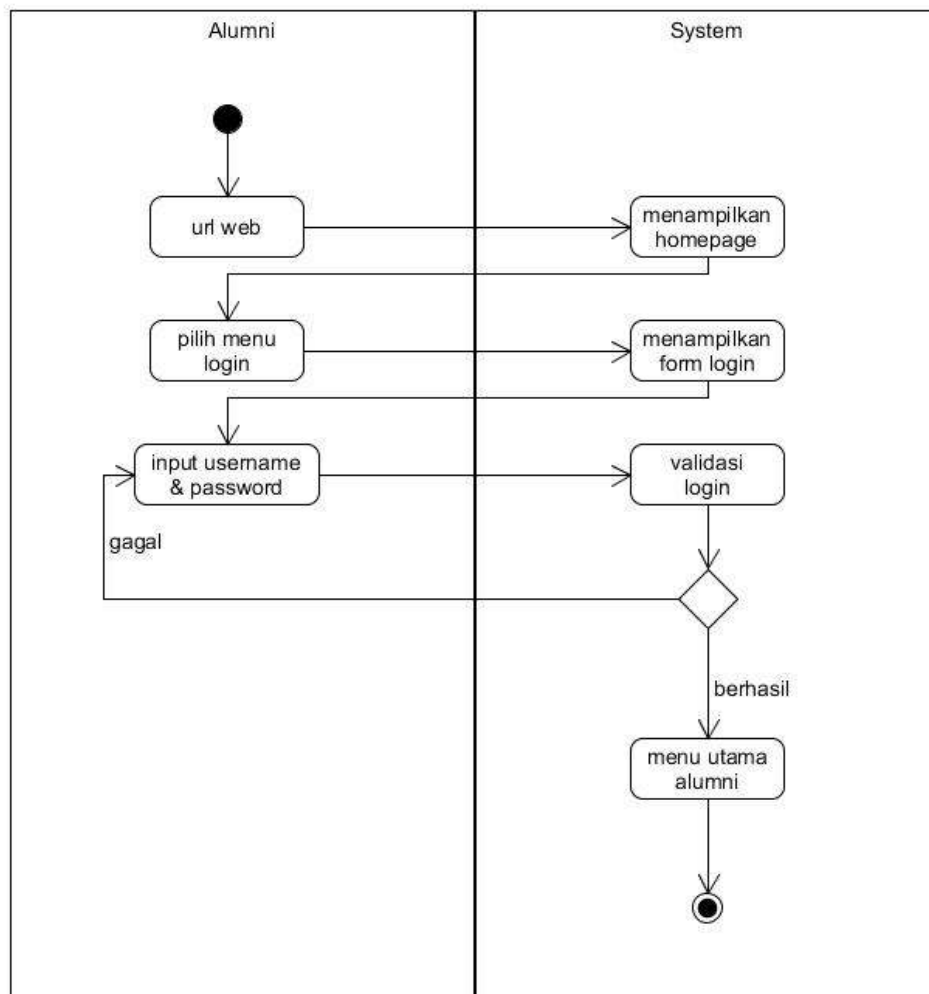 Alumni
System
url web
menampilkan
homepage
pilih menu
login
menampilkan
form login
input username
& password
validasi
login
gagal
berhasil
menu utama
alumni